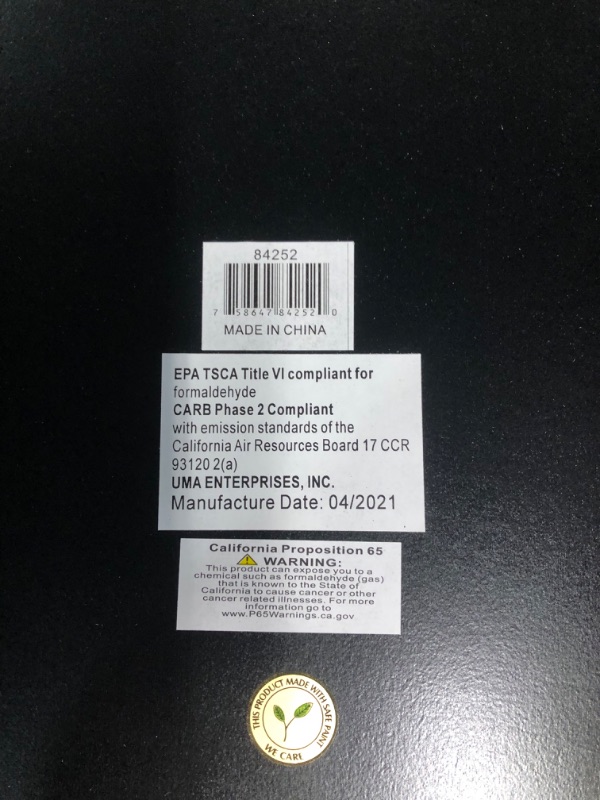 84252
7 58647 84252 0
MADE IN CHINA
EPA TSCA Title VI compliant for
formaldehyde
CARB Phase 2 Compliant
with emission standards of the
California Air Resources Board 17 CCR
93120 2(a)
UMA ENTERPRISES, INC.
Manufacture Date: 04/2021
California Proposition 65
WARNING:
This product can expose you to a
chemical such as formaldehyde (gas)
that is known to the State of
California to cause cancer or other
cancer related illnesses. For more
information go to
www.P65Warnings.ca.gov
THIS PRODUCT MADE WITH SAFE PAINT
WE CARE